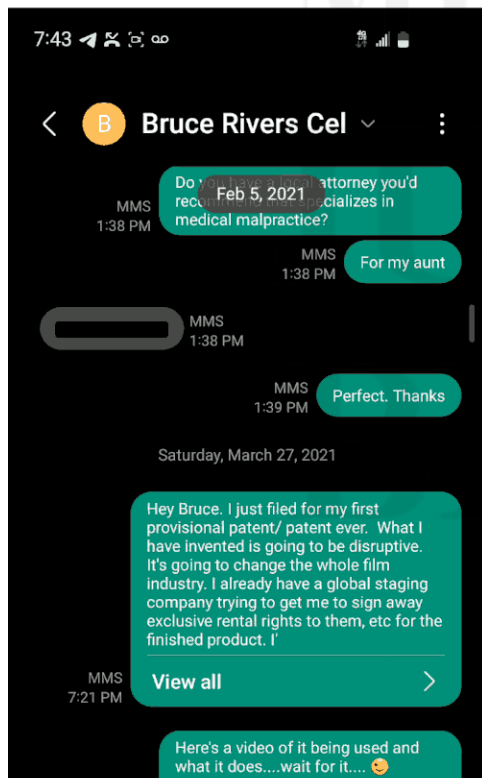 7:43
B Bruce Rivers Cel
Do you have a local attorney you'd
Feb 5, 2021
recommend that specializes in
medical malpractice?
MMS
1:38 PM
MMS
1:38 PM
For my aunt
MMS
1:38 PM
MMS
1:39 PM
Perfect. Thanks
Saturday, March 27, 2021
Hey Bruce. I just filed for my first
provisional patent/ patent ever. What I
have invented is going to be disruptive.
It's going to change the whole film
industry. I already have a global staging
company trying to get me to sign away
exclusive rental rights to them, etc for the
finished product. I'
View all
MMS
7:21 PM
Here's a video of it being used and
what it does....wait for it.... 😉